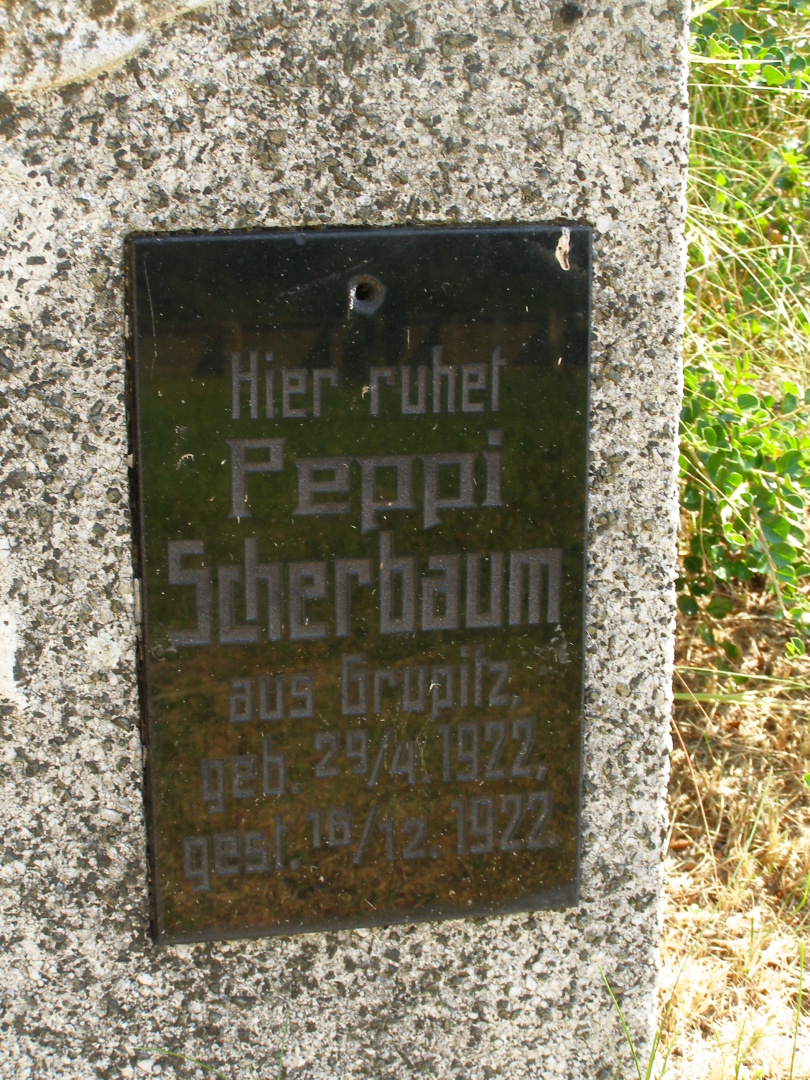 Hier ruhet
Peppi
Scherbaum
aus Grupitz,
geb. 29/4. 1922,
gest. 16/12. 1922.